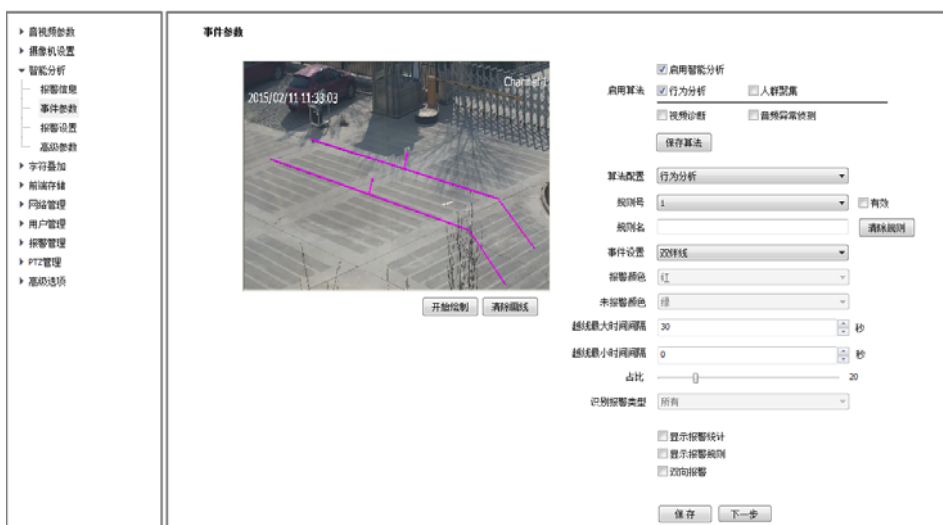 音视频参数
摄像机设置
智能分析
报警信息
事件参数
报警设置
高级参数
字符叠加
前端存储
网络管理
用户管理
报警管理
PTZ管理
高级选项
事件参数
2015/02/11 11:33:03
Channel1
开始绘制 清除画线
启用智能分析
启用算法 行为分析 人群聚集
视频诊断 音频异常侦测
保存算法
算法配置 行为分析
规则号 1 有效
规则名 清除规则
事件设置 双绊线
报警颜色 红
未报警颜色 绿
越线最大时间间隔 30 秒
越线最小时间间隔 0 秒
占比 20
识别报警类型 所有
显示报警统计
显示报警规则
双向报警
保存 下一步